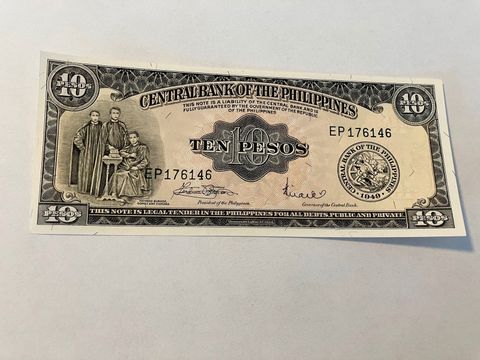 10 PESOS
CENTRAL BANK OF THE PHILIPPINES
10 PESOS
THIS NOTE IS A LIABILITY OF THE CENTRAL BANK AND IS
FULLY GUARANTEED BY THE GOVERNMENT OF THE REPUBLIC
OF THE PHILIPPINES
EP176146
10
TEN PESOS
EP176146
CENTRAL BANK OF THE PHILIPPINES
1949
President of the Philippines
Governor of the Central Bank
THIS NOTE IS LEGAL TENDER IN THE PHILIPPINES FOR ALL DEBTS, PUBLIC AND PRIVATE.
10 PESOS
10 PESOS